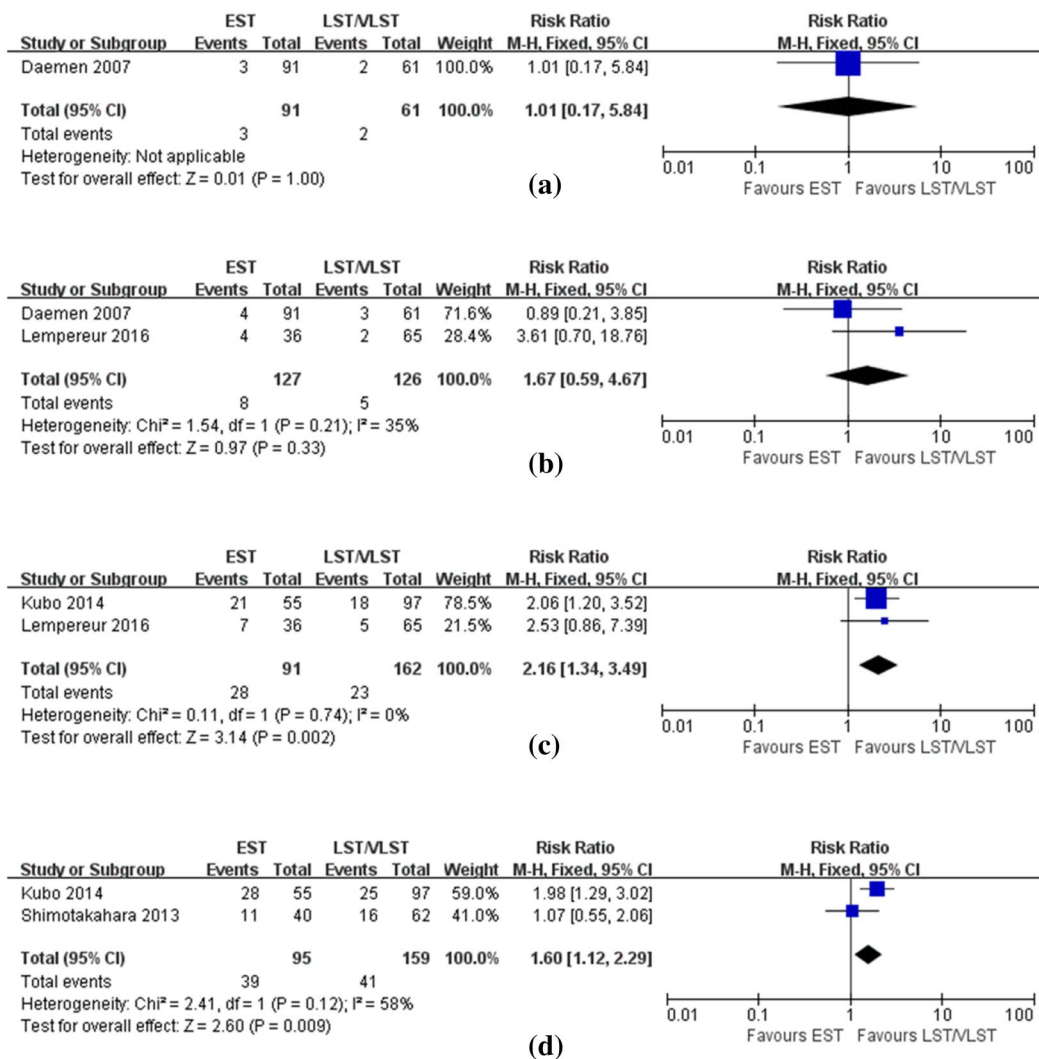 EST LST/VLST Risk Ratio Risk Ratio
Study or Subgroup Events Total Events Total Weight M-H, Fixed, 95% CI M-H, Fixed, 95% CI
Daemen 2007 3 91 2 61 100.0% 1.01 [0.17, 5.84]
Total (95% CI) 91 61 100.0% 1.01 [0.17, 5.84]
Total events 3 2
Heterogeneity: Not applicable
Test for overall effect: Z = 0.01 (P = 1.00)
0.01 0.1 1 10 100
Favours EST Favours LST/VLST
(a)
EST LST/VLST Risk Ratio Risk Ratio
Study or Subgroup Events Total Events Total Weight M-H, Fixed, 95% CI M-H, Fixed, 95% CI
Daemen 2007 4 91 3 61 71.6% 0.89 [0.21, 3.85]
Lempereur 2016 4 36 2 65 28.4% 3.61 [0.70, 18.76]
Total (95% CI) 127 126 100.0% 1.67 [0.59, 4.67]
Total events 8 5
Heterogeneity: Chi² = 1.54, df = 1 (P = 0.21); I² = 35%
Test for overall effect: Z = 0.97 (P = 0.33)
0.01 0.1 1 10 100
Favours EST Favours LST/VLST
(b)
EST LST/VLST Risk Ratio Risk Ratio
Study or Subgroup Events Total Events Total Weight M-H, Fixed, 95% CI M-H, Fixed, 95% CI
Kubo 2014 21 55 18 97 78.5% 2.06 [1.20, 3.52]
Lempereur 2016 7 36 5 65 21.5% 2.53 [0.86, 7.39]
Total (95% CI) 91 162 100.0% 2.16 [1.34, 3.49]
Total events 28 23
Heterogeneity: Chi² = 0.11, df = 1 (P = 0.74); I² = 0%
Test for overall effect: Z = 3.14 (P = 0.002)
0.01 0.1 1 10 100
Favours EST Favours LST/VLST
(c)
EST LST/VLST Risk Ratio Risk Ratio
Study or Subgroup Events Total Events Total Weight M-H, Fixed, 95% CI M-H, Fixed, 95% CI
Kubo 2014 28 55 25 97 59.0% 1.98 [1.29, 3.02]
Shimotakahara 2013 11 40 16 62 41.0% 1.07 [0.55, 2.06]
Total (95% CI) 95 159 100.0% 1.60 [1.12, 2.29]
Total events 39 41
Heterogeneity: Chi² = 2.41, df = 1 (P = 0.12); I² = 58%
Test for overall effect: Z = 2.60 (P = 0.009)
0.01 0.1 1 10 100
Favours EST Favours LST/VLST
(d)